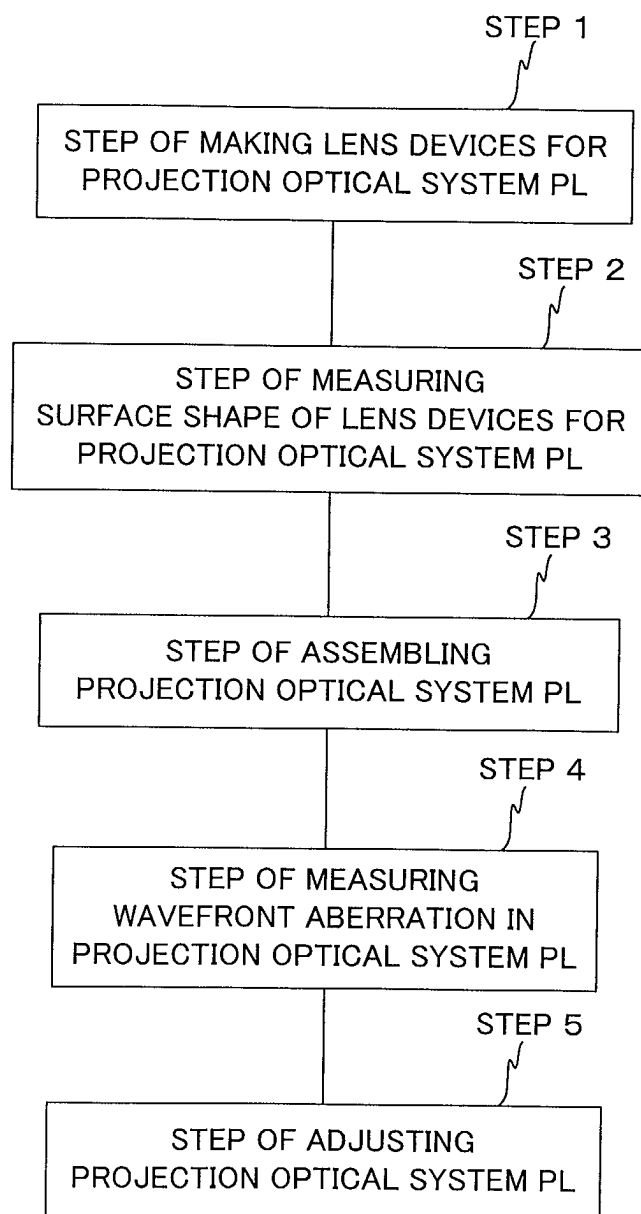 STEP 1
STEP OF MAKING LENS DEVICES FOR
PROJECTION OPTICAL SYSTEM PL
STEP 2
STEP OF MEASURING
SURFACE SHAPE OF LENS DEVICES FOR
PROJECTION OPTICAL SYSTEM PL
STEP 3
STEP OF ASSEMBLING
PROJECTION OPTICAL SYSTEM PL
STEP 4
STEP OF MEASURING
WAVEFRONT ABERRATION IN
PROJECTION OPTICAL SYSTEM PL
STEP 5
STEP OF ADJUSTING
PROJECTION OPTICAL SYSTEM PL